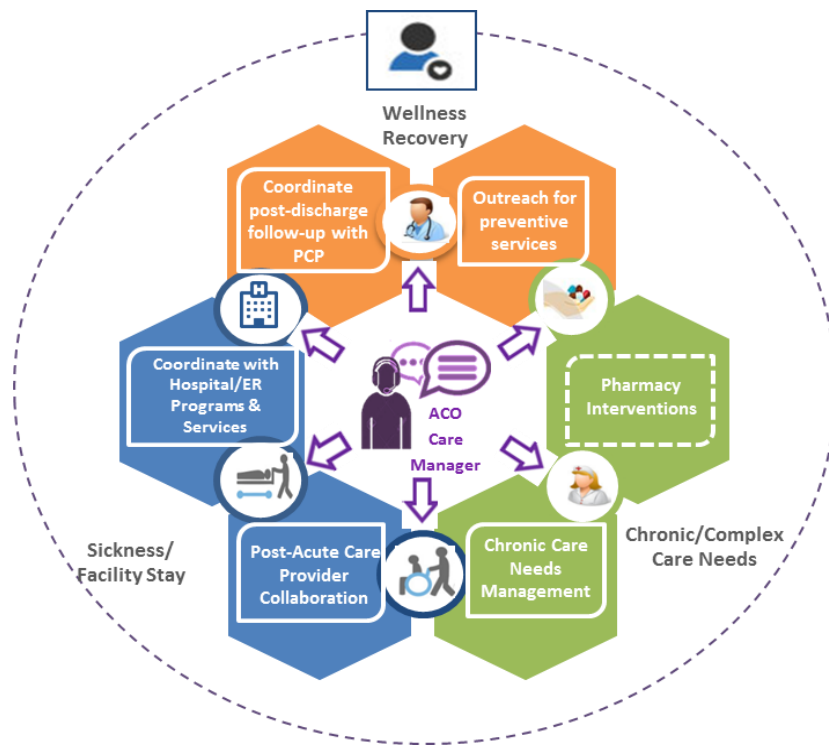 Wellness
Recovery
Coordinate
post-discharge
follow-up with
PCP
Outreach for
preventive
services
H
Coordinate with
Hospital/ER
Programs &
Services
Pharmacy
Interventions
ACO
Care
Manager
Sickness/
Facility Stay
Post-Acute Care
Provider
Collaboration
Chronic Care
Needs
Management
Chronic/Complex
Care Needs